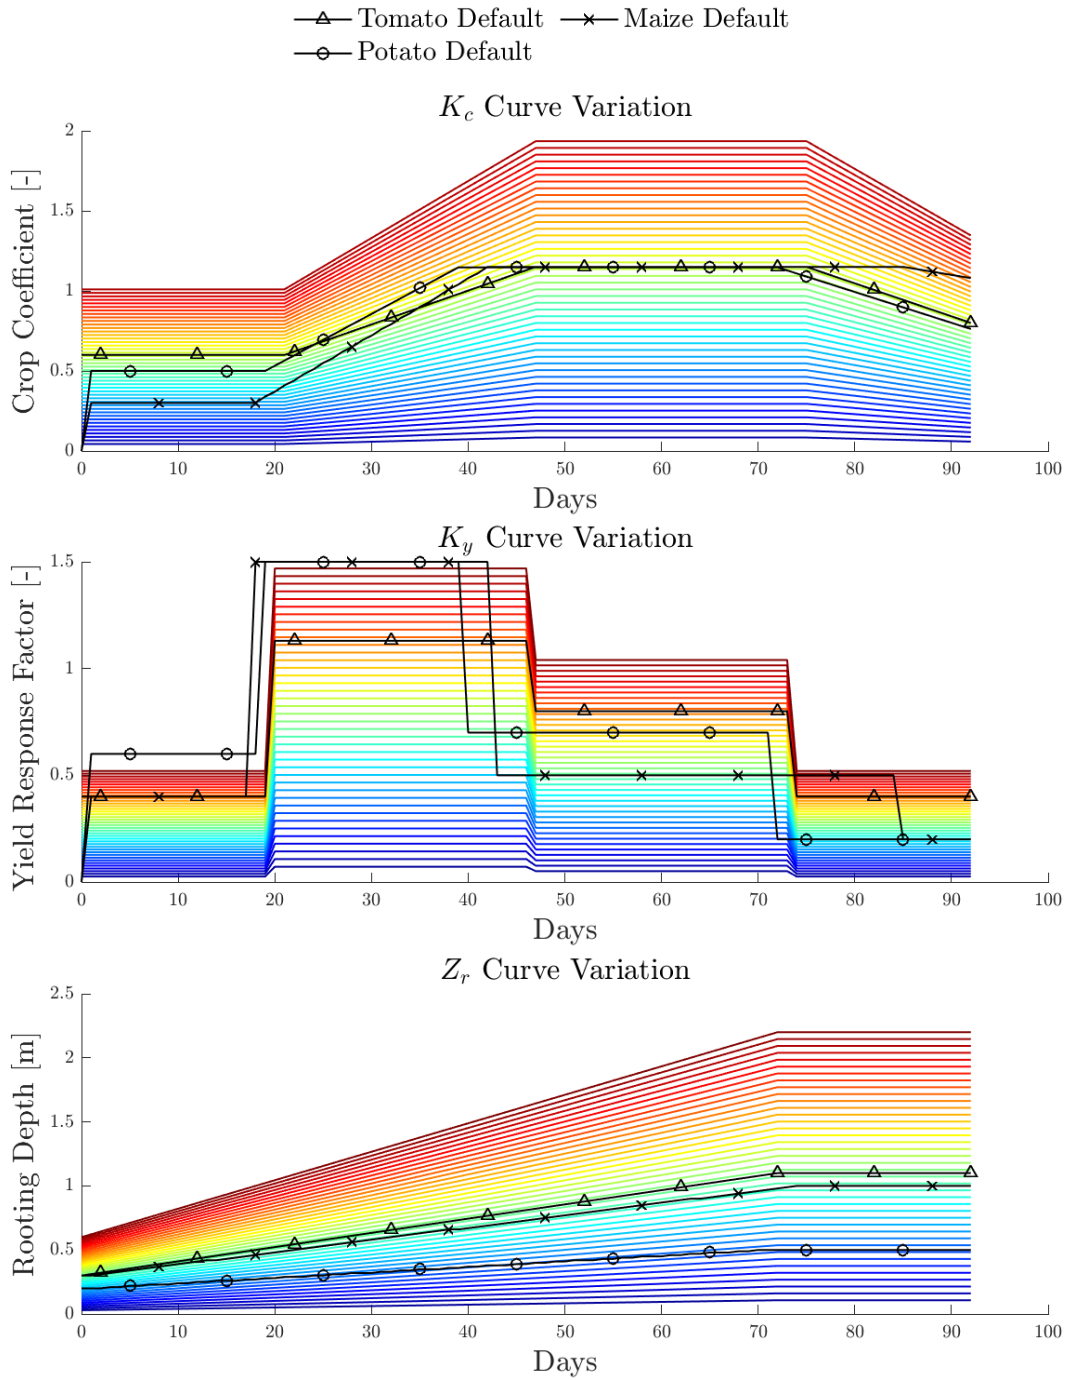 Tomato Default Maize Default
Potato Default
K_c Curve Variation
Crop Coefficient [-]
2
1.5
1
0.5
0
0 10 20 30 40 50 60 70 80 90 100
Days
K_y Curve Variation
Yield Response Factor [-]
1.5
1
0.5
0
0 10 20 30 40 50 60 70 80 90 100
Days
Z_r Curve Variation
Rooting Depth [m]
2.5
2
1.5
1
0.5
0
0 10 20 30 40 50 60 70 80 90 100
Days